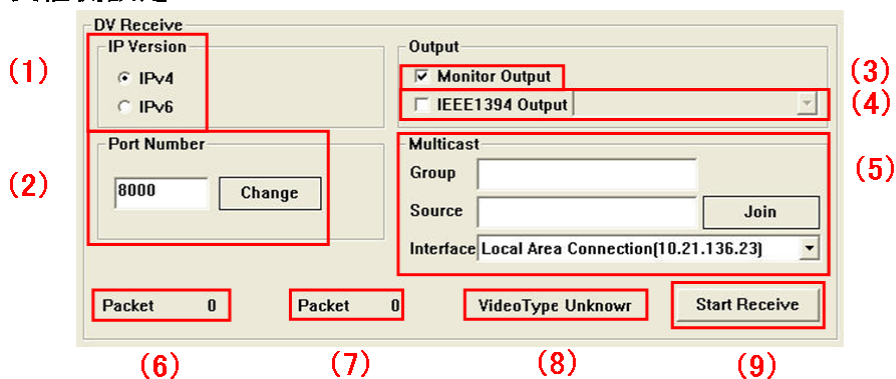 DV Receive
IP Version
Output
(1)
IPv4
Monitor Output
(3)
IPv6
IEEE1394 Output
(4)
Port Number
Multicast
Group
(5)
(2)
8000
Change
Source
Join
Interface
Local Area Connection(10.21.136.23)
Packet 0
Packet 0
VideoType Unknowr
Start Receive
(6)
(7)
(8)
(9)